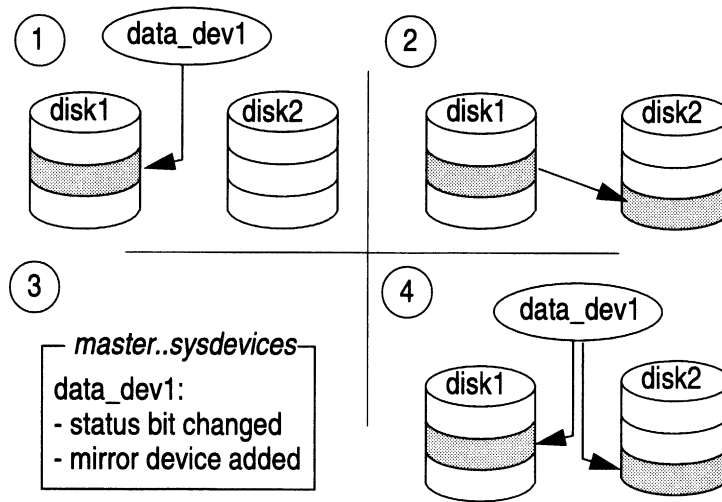 1
data_dev1
disk1
disk2
2
disk1
disk2
3
master..sysdevices
data_dev1:
- status bit changed
- mirror device added
4
data_dev1
disk1
disk2